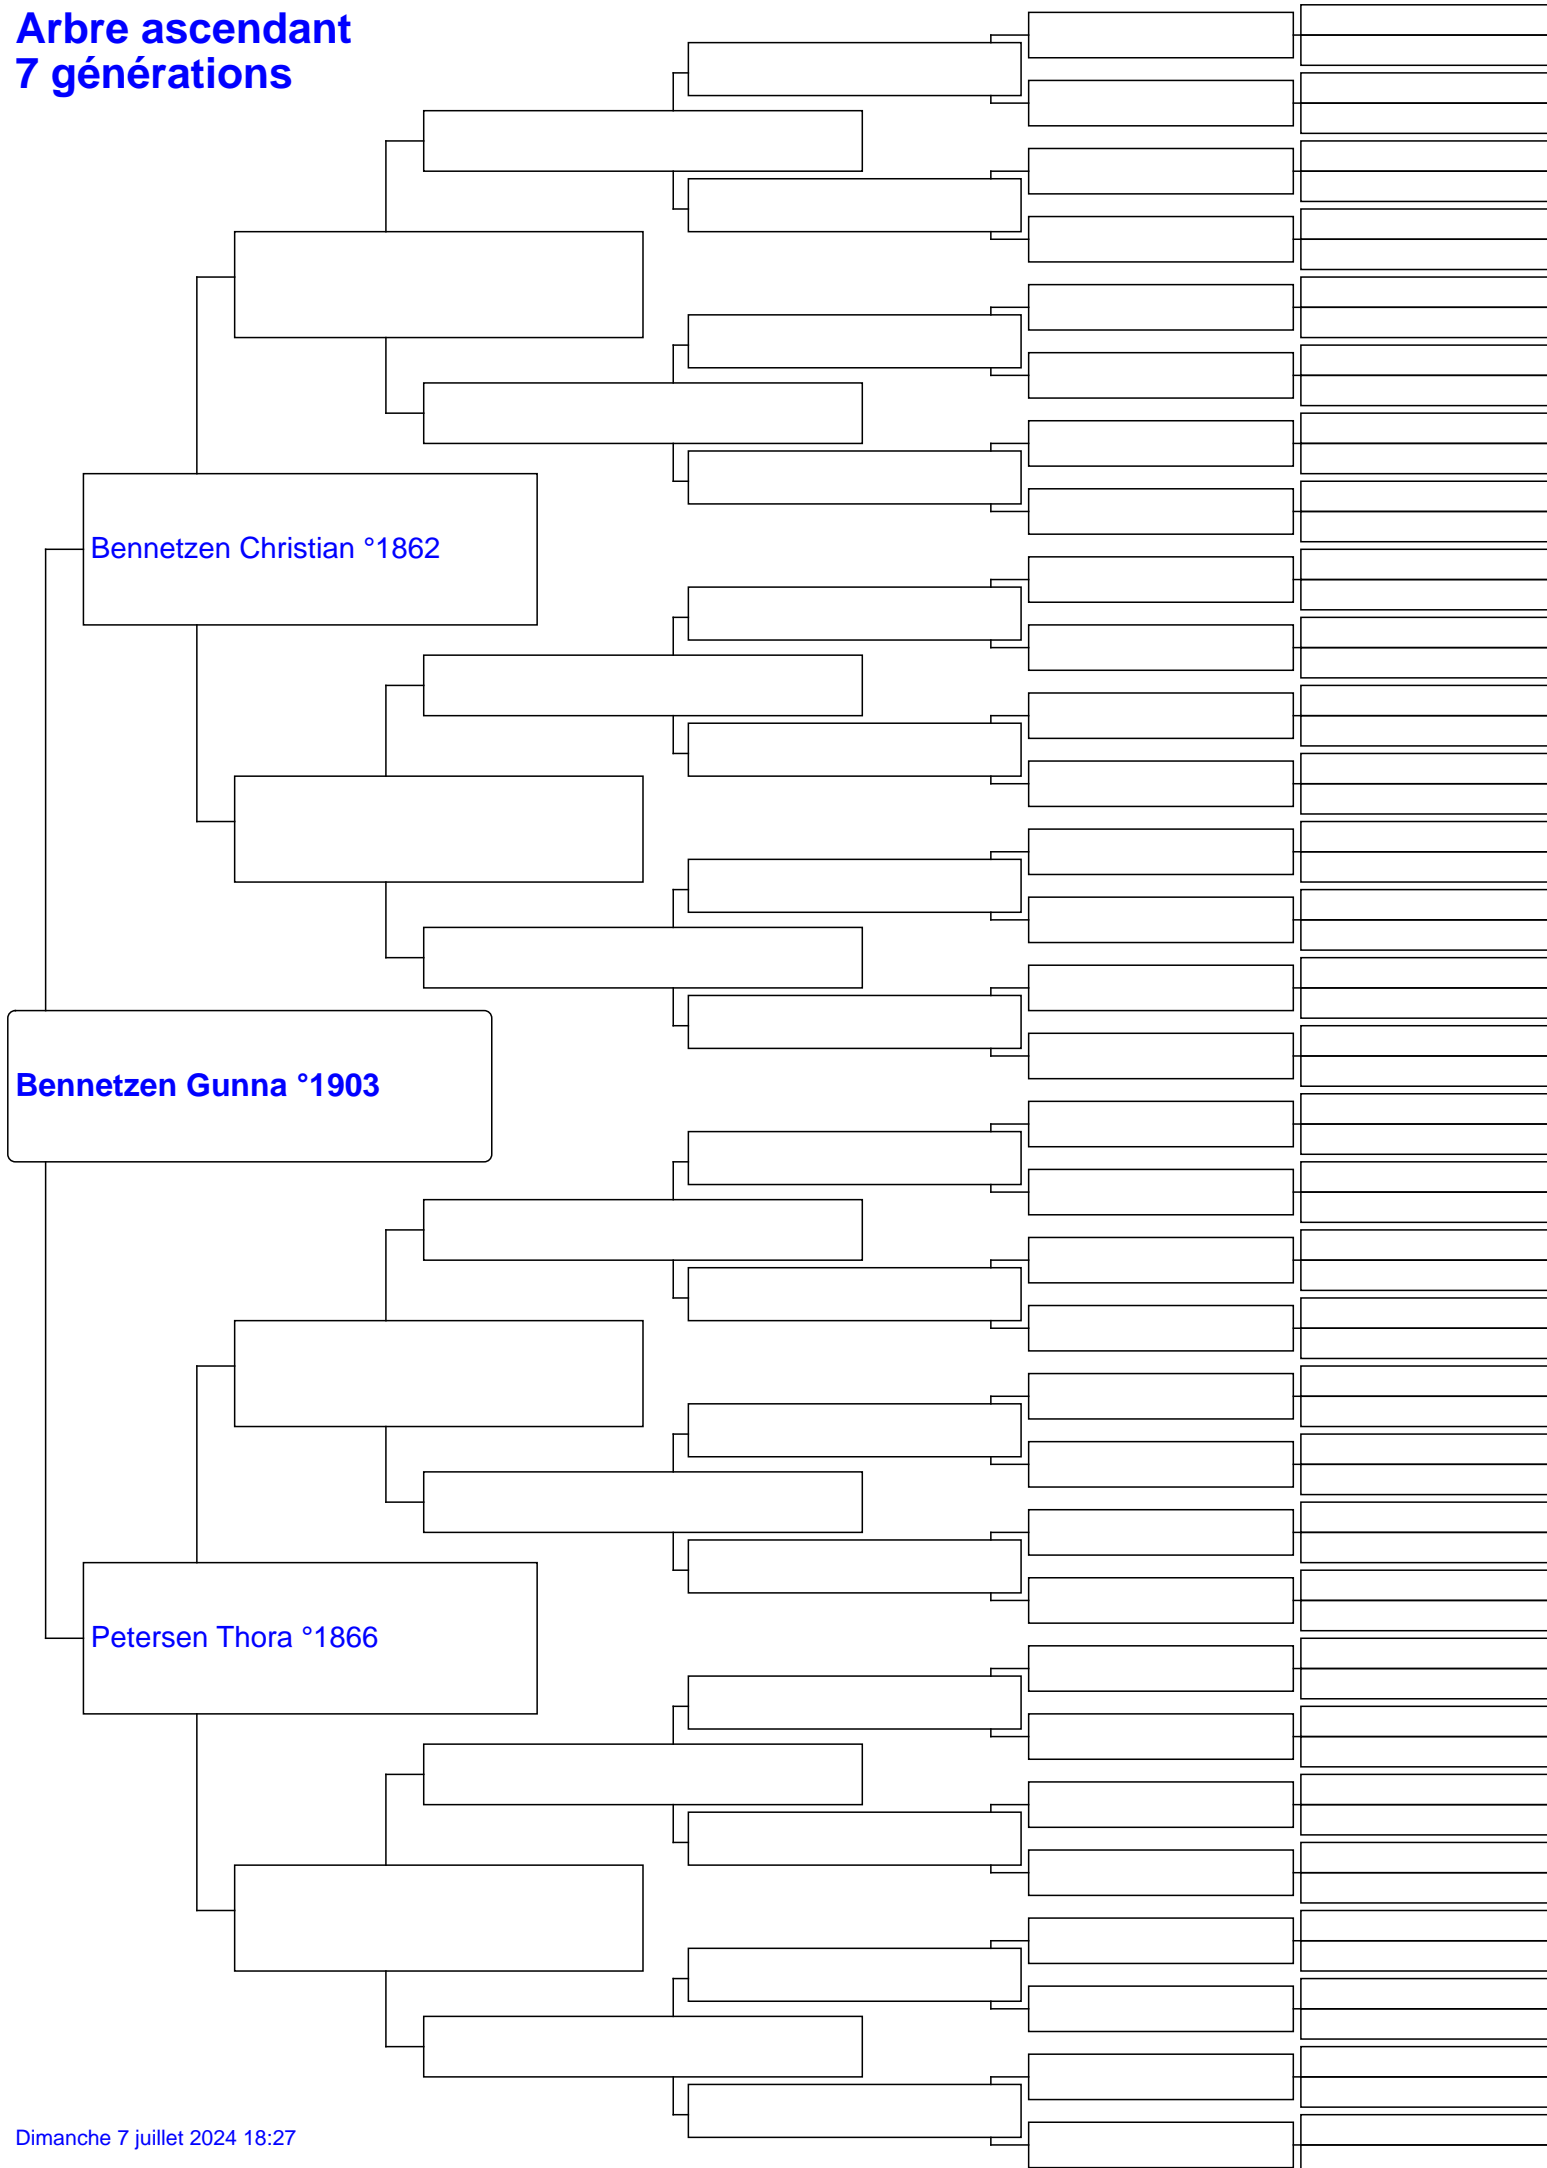 Arbre ascendant
7 générations
Bennetzen Christian °1862
Bennetzen Gunna °1903
Petersen Thora °1866
Dimanche 7 juillet 2024 18:27